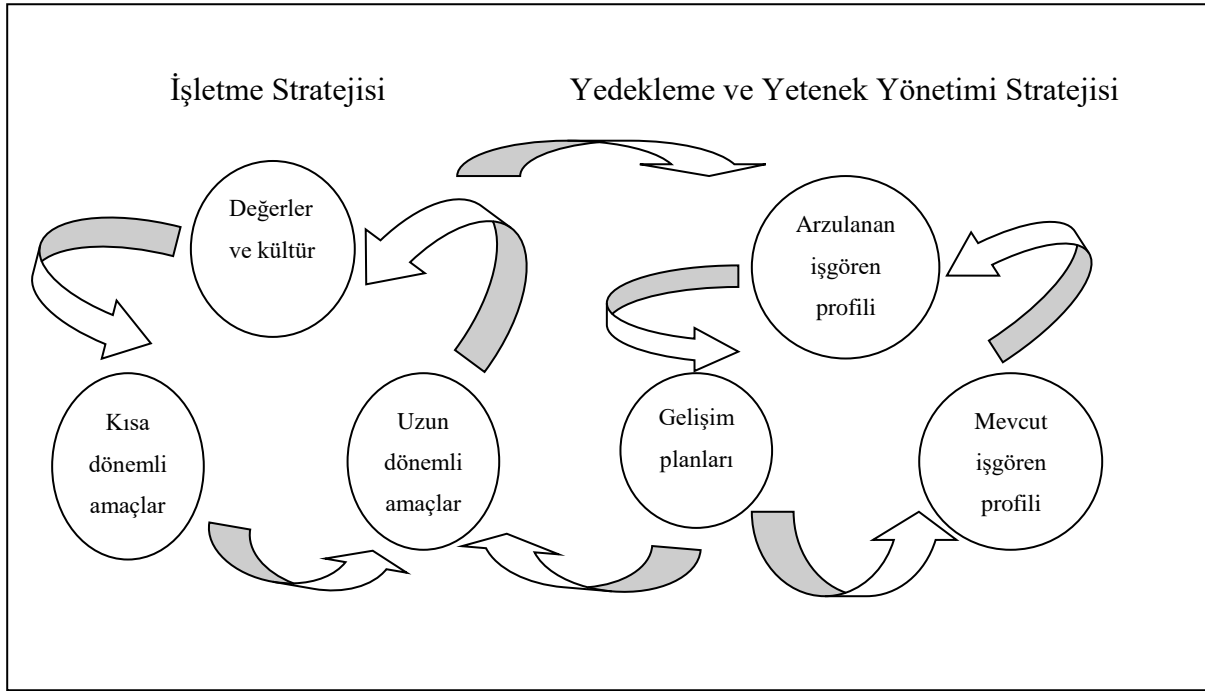 İşletme Stratejisi
Yedekleme ve Yetenek Yönetimi Stratejisi
Değerler
ve kültür
Arzulanan
işgören
profili
Kısa
dönemli
amaçlar
Uzun
dönemli
amaçlar
Gelişim
planları
Mevcut
işgören
profili